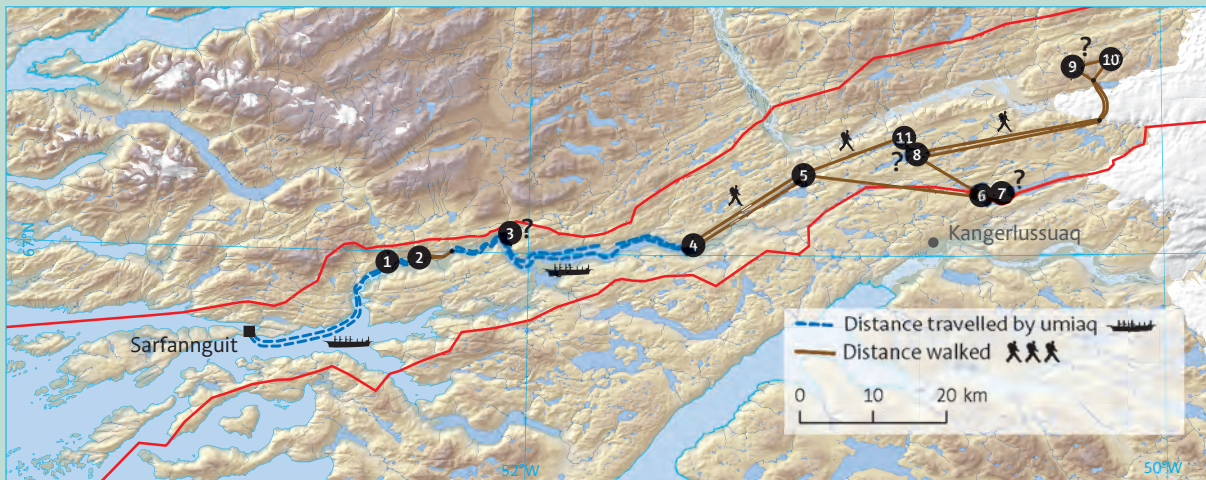 ?
9
10
11
8
?
5
?
6
7
67°N
3
?
4
Kangerlussuaq
1
2
Sarfannguit
Distance travelled by umiaq
Distance walked
0 10 20 km
52°W
50°W